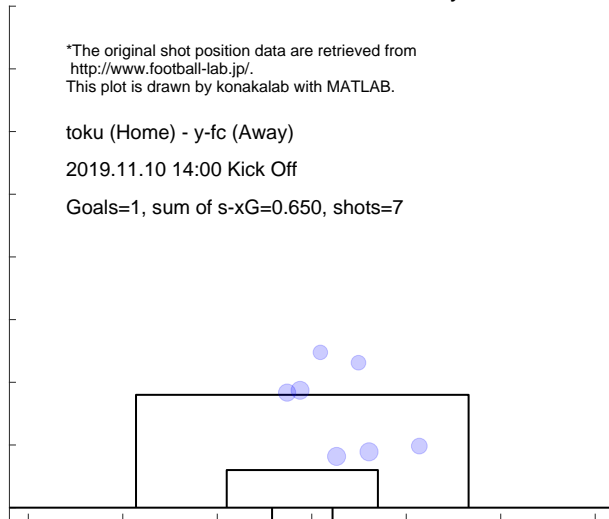 *The original shot position data are retrieved from
http://www.football-lab.jp/.
This plot is drawn by konakalab with MATLAB.
toku (Home) - y-fc (Away)
2019.11.10 14:00 Kick Off
Goals=1, sum of s-xG=0.650, shots=7